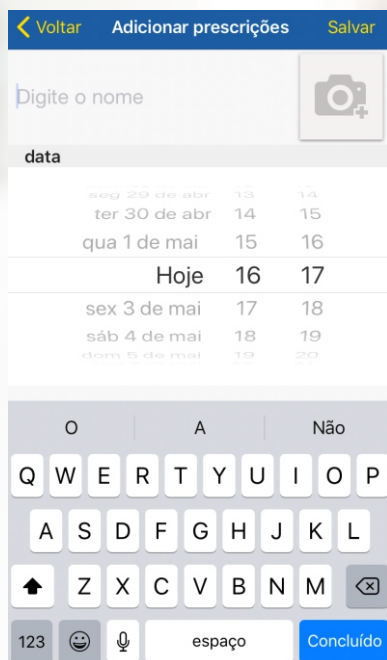 Voltar Adicionar prescrições Salvar
Digite o nome
data
seg 29 de abr 13 14
ter 30 de abr 14 15
qua 1 de mai 15 16
Hoje 16 17
sex 3 de mai 17 18
sáb 4 de mai 18 19
dom 5 de mai 19 20
O A Não
Q W E R T Y U I O P
A S D F G H J K L
Z X C V B N M
123 espaço Concluído